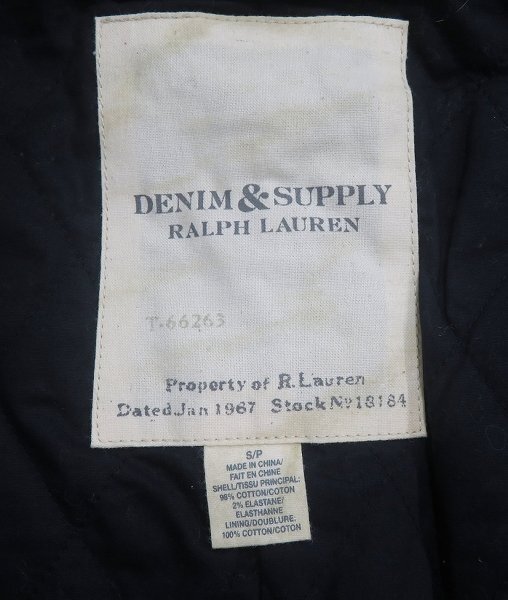 DENIM & SUPPLY
RALPH LAUREN
T-66263
Property of R.Lauren
Dated Jan 1967 Stock No 18184
S/P
MADE IN CHINA/
FAIT EN CHINE
SHELL/TISSU PRINCIPAL:
98% COTTON/COTON
2% ELASTANE/
ELASTHANNE
LINING/DOUBLURE:
100% COTTON/COTON